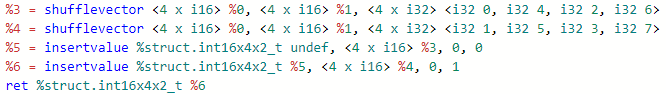 %3 = shufflevector <4 x i16> %0, <4 x i16> %1, <4 x i32> <i32 0, i32 4, i32 2, i32 6>
%4 = shufflevector <4 x i16> %0, <4 x i16> %1, <4 x i32> <i32 1, i32 5, i32 3, i32 7>
%5 = insertvalue %struct.int16x4x2_t undef, <4 x i16> %3, 0, 0
%6 = insertvalue %struct.int16x4x2_t %5, <4 x i16> %4, 0, 1
ret %struct.int16x4x2_t %6